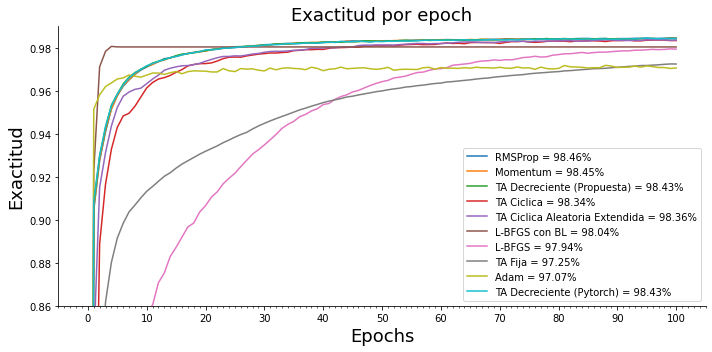 Exactitud por epoch
Exactitud
0.98
0.96
0.94
0.92
0.90
0.88
0.86
RMSProp = 98.46%
Momentum = 98.45%
TA Decreciente (Propuesta) = 98.43%
TA Ciclica = 98.34%
TA Ciclica Aleatoria Extendida = 98.36%
L-BFGS con BL = 98.04%
L-BFGS = 97.94%
TA Fija = 97.25%
Adam = 97.07%
TA Decreciente (Pytorch) = 98.43%
0 10 20 30 40 50 60 70 80 90 100
Epochs